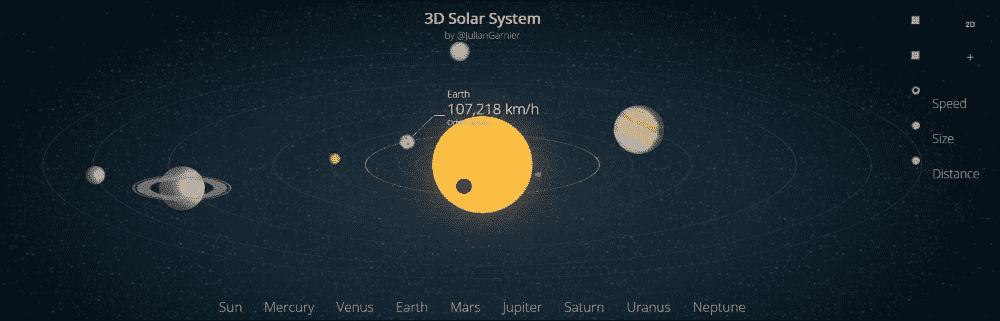 3D Solar System
by @JulianGarnier
2D
+
Earth
107,218 km/h
Speed
Size
Distance
Sun Mercury Venus Earth Mars Jupiter Saturn Uranus Neptune